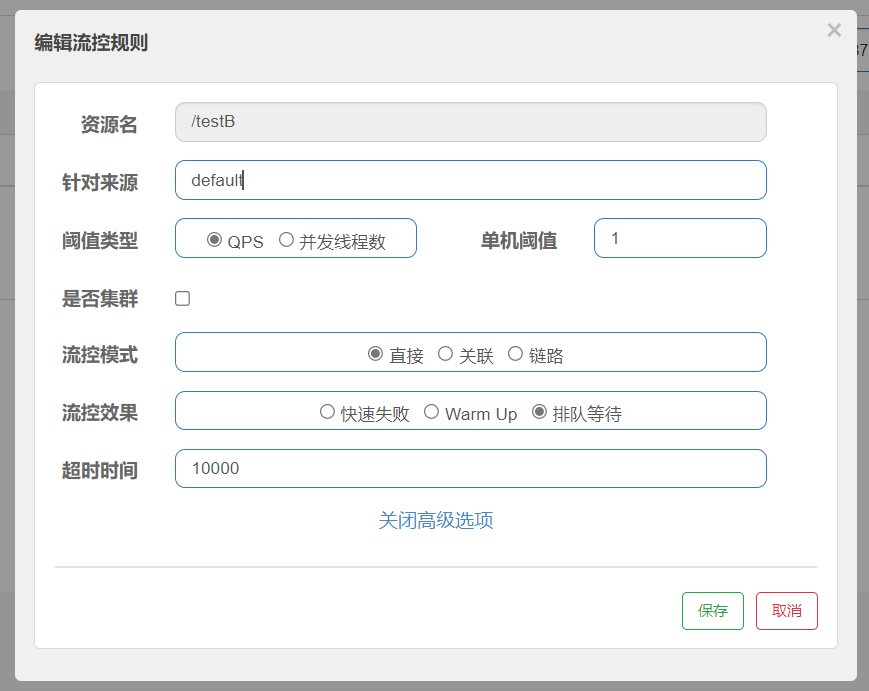 编辑流控规则
×
37
资源名 /testB
针对来源 default
阈值类型 QPS 并发线程数 单机阈值 1
是否集群
流控模式 直接 关联 链路
流控效果 快速失败 Warm Up 排队等待
超时时间 10000
关闭高级选项
保存 取消